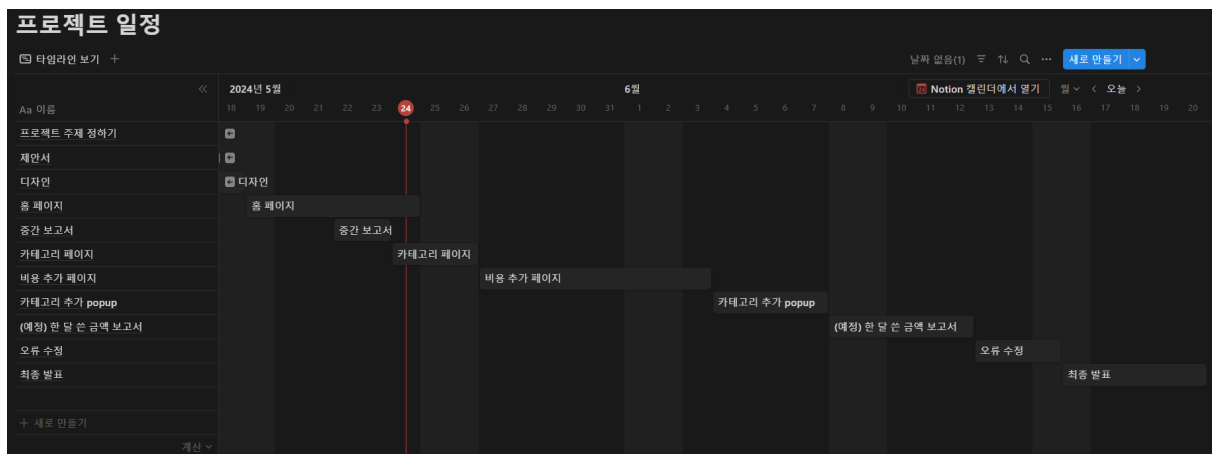 프로젝트 일정
타임라인 보기
날짜 없음(1) 새로 만들기
2024년 5월 6월 Notion 캘린더에서 열기 월 오늘
Aa 이름 18 19 20 21 22 23 24 25 26 27 28 29 30 31 1 2 3 4 5 6 7 8 9 10 11 12 13 14 15 16 17 18 19 20
프로젝트 주제 정하기
제안서
디자인 디자인
홈 페이지 홈 페이지
중간 보고서 중간 보고서
카테고리 페이지 카테고리 페이지
비용 추가 페이지 비용 추가 페이지
카테고리 추가 popup 카테고리 추가 popup
(예정) 한 달 쓴 금액 보고서 (예정) 한 달 쓴 금액 보고서
오류 수정 오류 수정
최종 발표 최종 발표
새로 만들기
계산